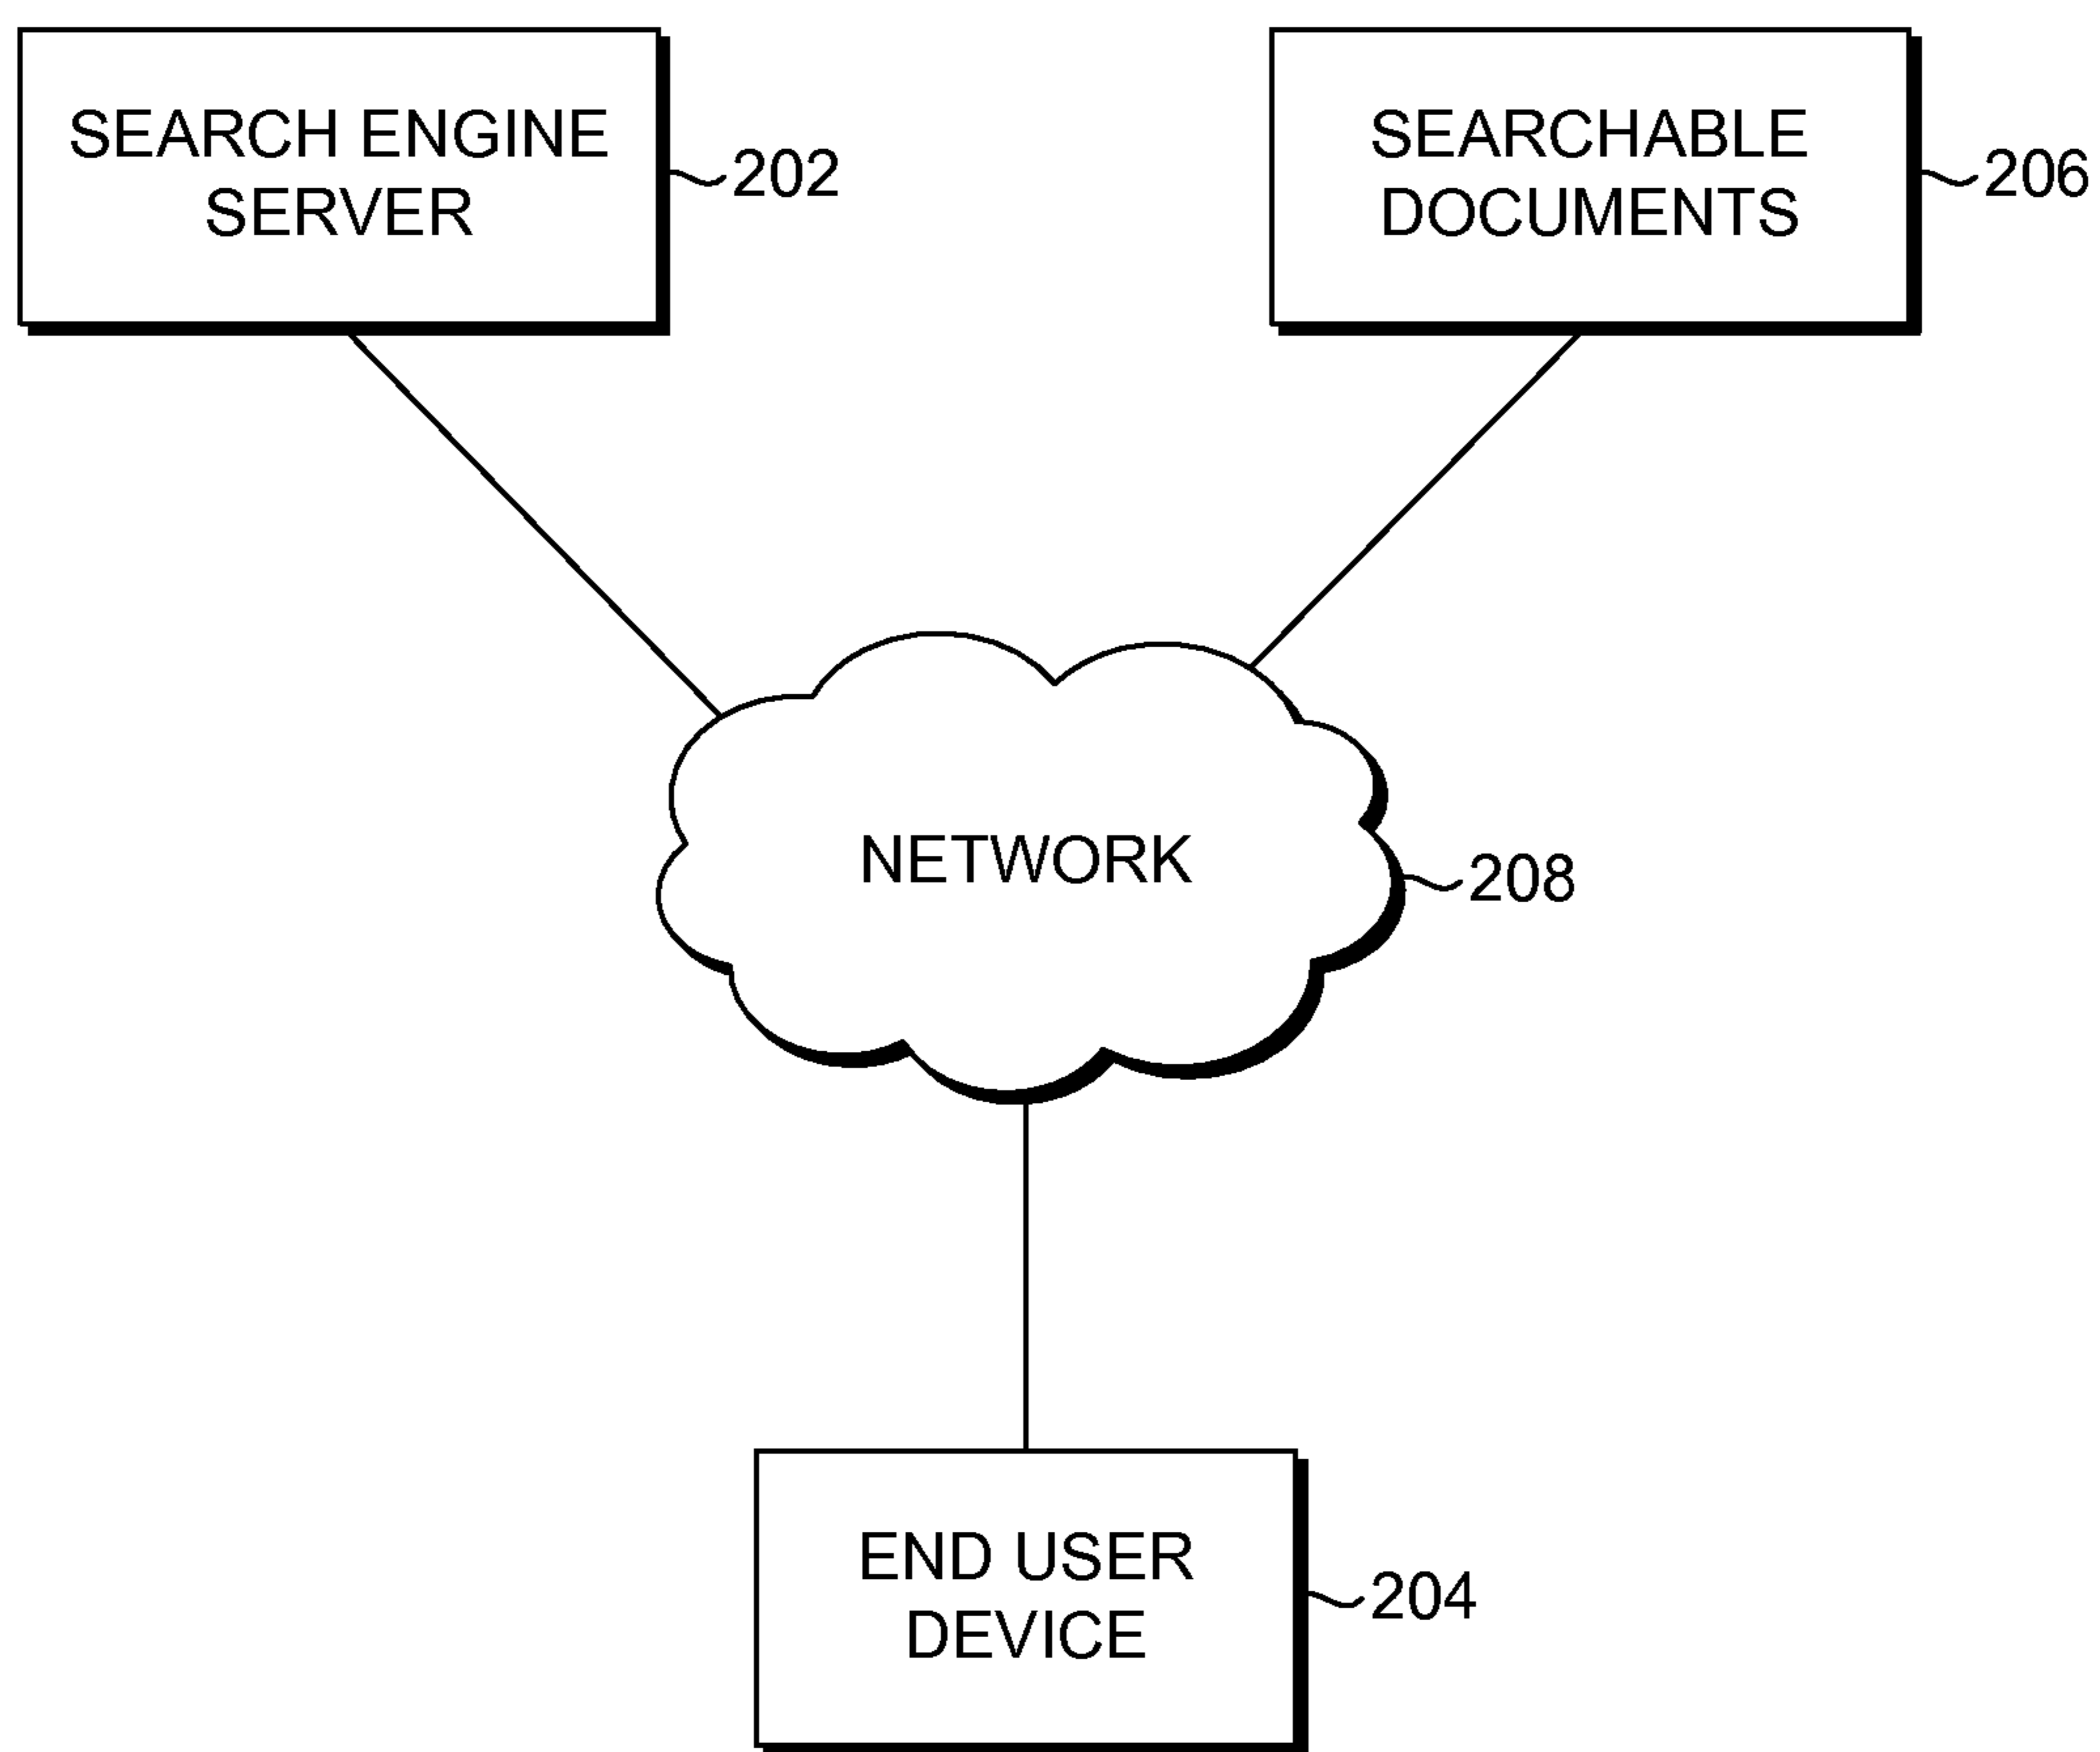 SEARCH ENGINE
SERVER
202
SEARCHABLE
DOCUMENTS
206
NETWORK
208
END USER
DEVICE
204